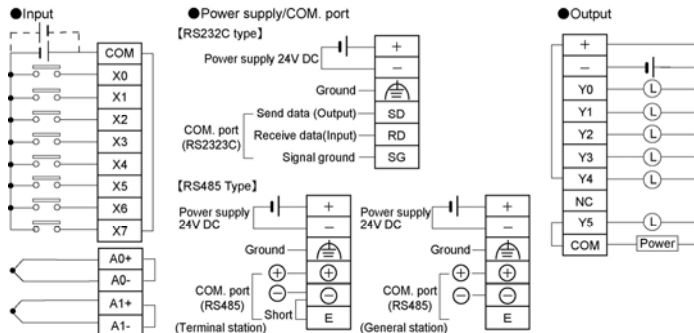 ●Input
COM
X0
X1
X2
X3
X4
X5
X6
X7
A0+
A0-
A1+
A1-
●Power supply/COM. port
【RS232C type】
Power supply 24V DC
+
−
Ground
Send data (Output)
SD
COM. port
(RS2323C)
Receive data(Input)
RD
Signal ground
SG
【RS485 Type】
Power supply
24V DC
+
−
Ground
COM. port
(RS485)
+ +
− −
Short
E
(Terminal station)
Power supply
24V DC
+
−
Ground
COM. port
(RS485)
+ + +
− − −
E
(General station)
●Output
+
−
Y0 L
Y1 L
Y2 L
Y3 L
Y4 L
NC
Y5 L
COM Power